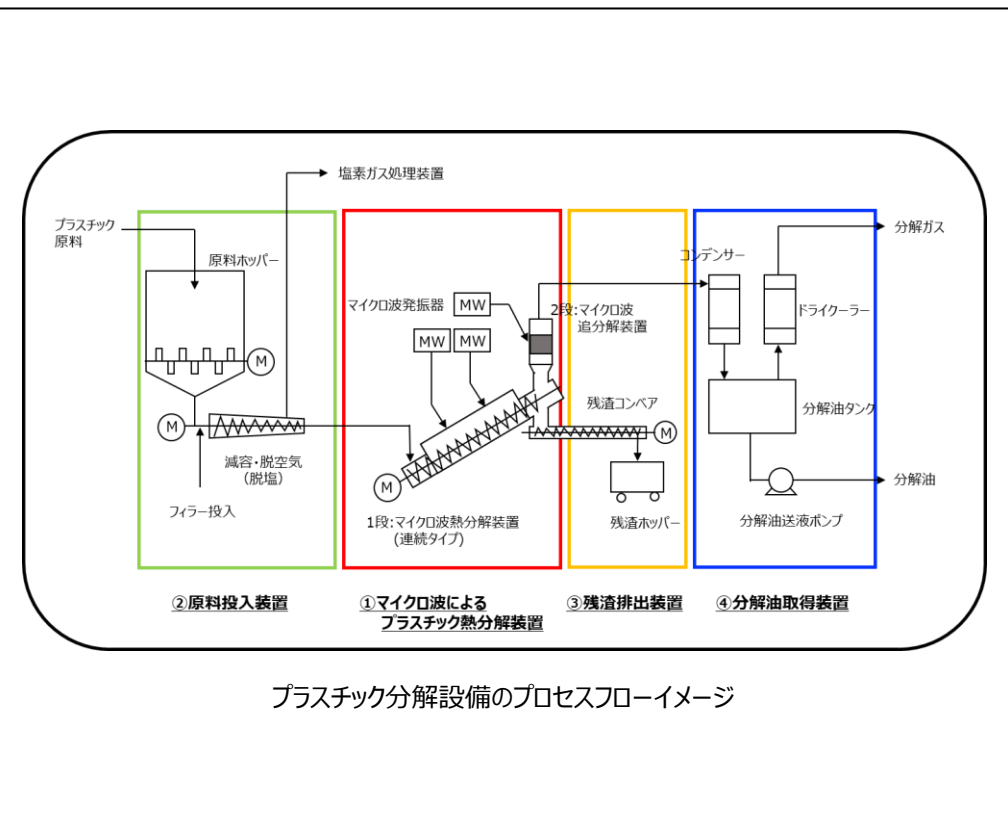 塩素ガス処理装置
プラスチック
原料
原料ホッパー
M
M
減容・脱空気
(脱塩)
フィラー投入
②原料投入装置
マイクロ波発振器
MW
MW
MW
2段:マイクロ波
追分解装置
M
1段:マイクロ波熱分解装置
(連続タイプ)
①マイクロ波による
プラスチック熱分解装置
残渣コンベア
M
残渣ホッパー
③残渣排出装置
コンデンサー
分解ガス
ドライクーラー
分解油タンク
分解油
分解油送液ポンプ
④分解油取得装置
プラスチック分解設備のプロセスフローイメージ